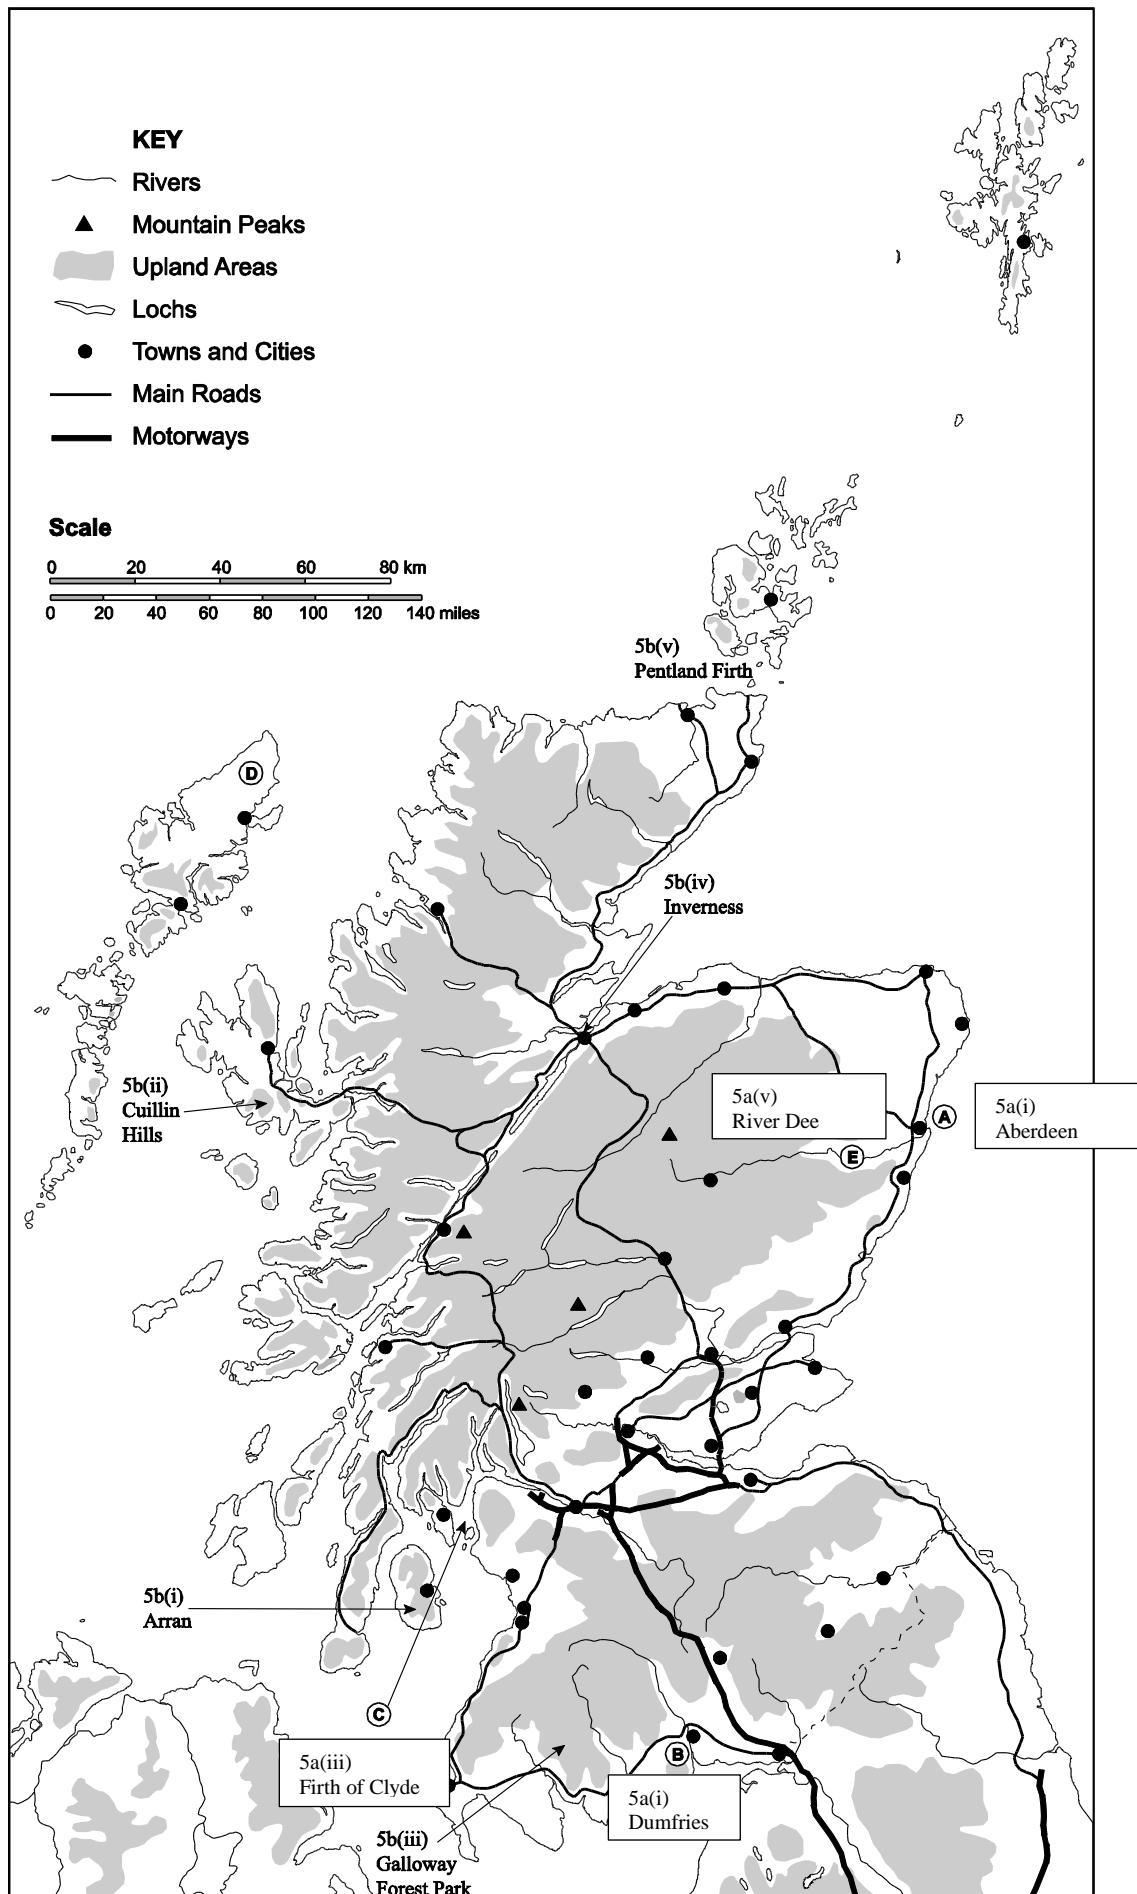 KEY
Rivers
Mountain Peaks
Upland Areas
Lochs
Towns and Cities
Main Roads
Motorways
Scale
0 20 40 60 80 km
0 20 40 60 80 100 120 140 miles
5b(v)
Pentland Firth
D
5b(iv)
Inverness
5b(ii)
Cuillin
Hills
5a(v)
River Dee
A
5a(i)
Aberdeen
E
5b(i)
Arran
C
5a(iii)
Firth of Clyde
B
5a(i)
Dumfries
5b(iii)
Galloway
Forest Park